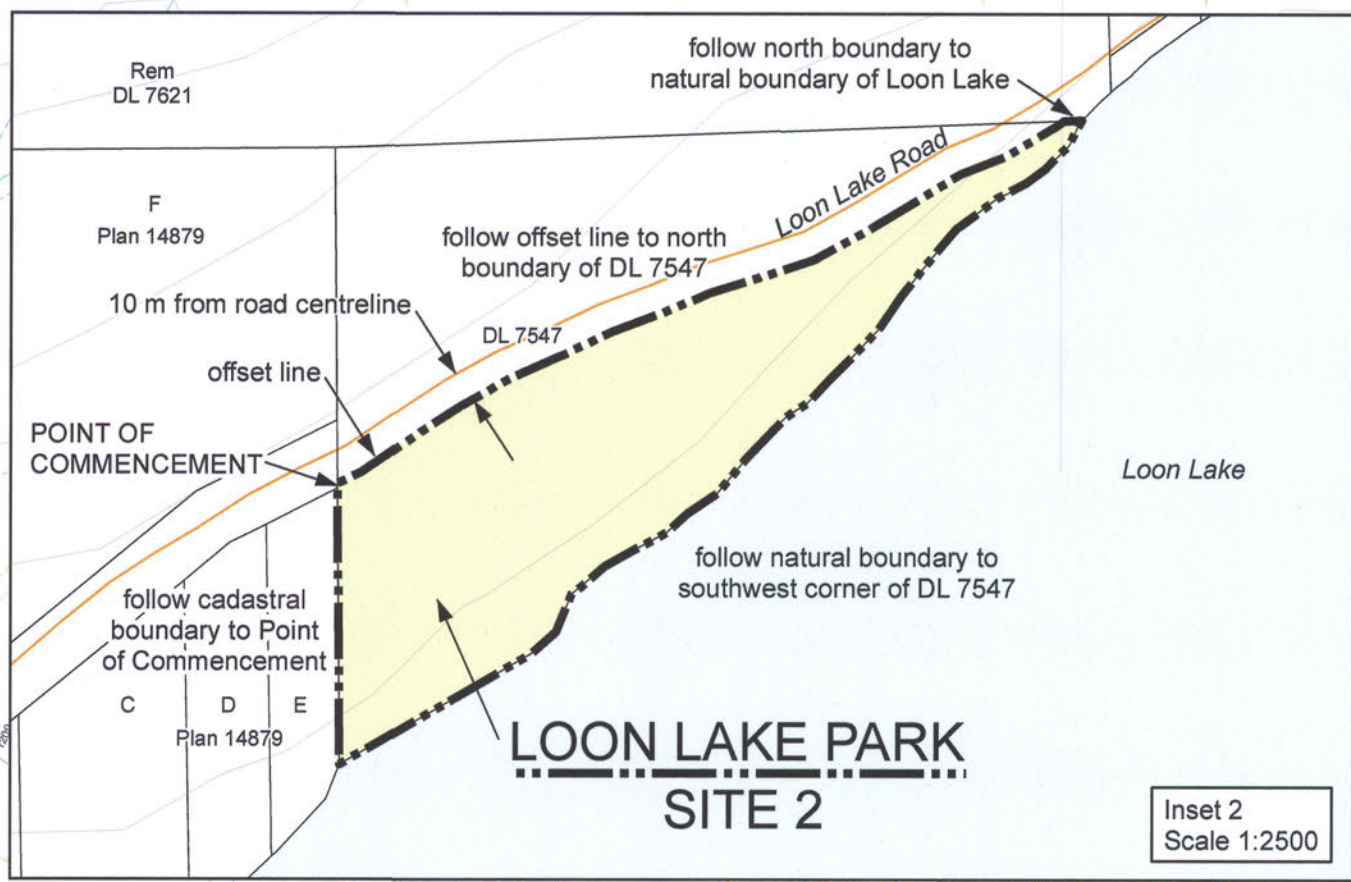 follow north boundary to
natural boundary of Loon Lake
Rem
DL 7621
F
Plan 14879
Loon Lake Road
follow offset line to north
boundary of DL 7547
10 m from road centreline
DL 7547
offset line
POINT OF
COMMENCEMENT
Loon Lake
follow natural boundary to
southwest corner of DL 7547
follow cadastral
boundary to Point
of Commencement
C
D
E
Plan 14879
LOON LAKE PARK
SITE 2
Inset 2
Scale 1:2500